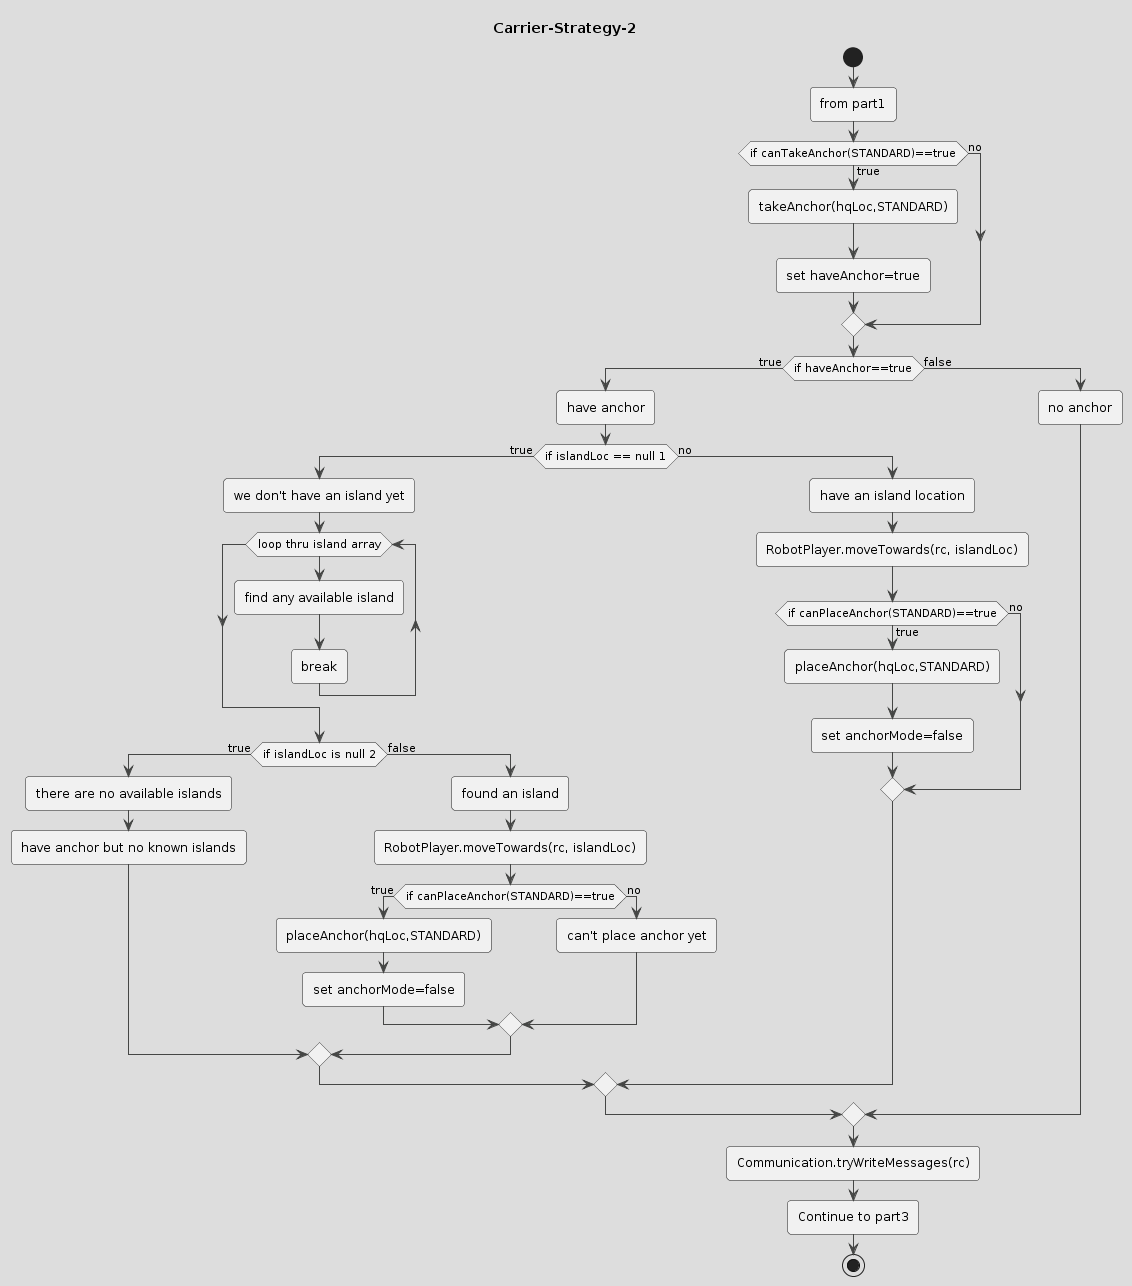 Carrier-Strategy-2
from part1
if canTakeAnchor(STANDARD)==true
no
true
takeAnchor(hqLoc,STANDARD)
set haveAnchor=true
true
if haveAnchor==true
false
have anchor
no anchor
true
if islandLoc == null 1
no
we don't have an island yet
loop thru island array
find any available island
break
true
if islandLoc is null 2
false
there are no available islands
have anchor but no known islands
found an island
RobotPlayer.moveTowards(rc, islandLoc)
true
if canPlaceAnchor(STANDARD)==true
no
placeAnchor(hqLoc,STANDARD)
set anchorMode=false
can't place anchor yet
have an island location
RobotPlayer.moveTowards(rc, islandLoc)
if canPlaceAnchor(STANDARD)==true
no
true
placeAnchor(hqLoc,STANDARD)
set anchorMode=false
Communication.tryWriteMessages(rc)
Continue to part3